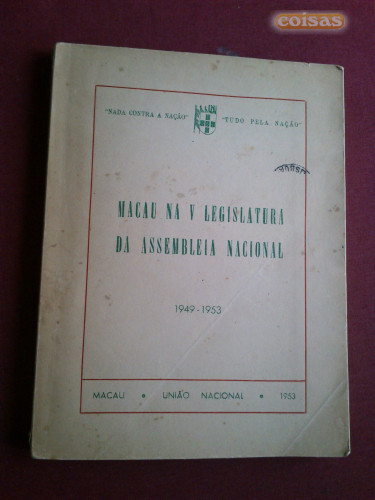 coisas
"NADA CONTRA A NAÇÃO" "TUDO PELA NAÇÃO"
MACAU NA V LEGISLATURA
DA ASSEMBLEIA NACIONAL
1949-1953
MACAU • UNIÃO NACIONAL • 1953